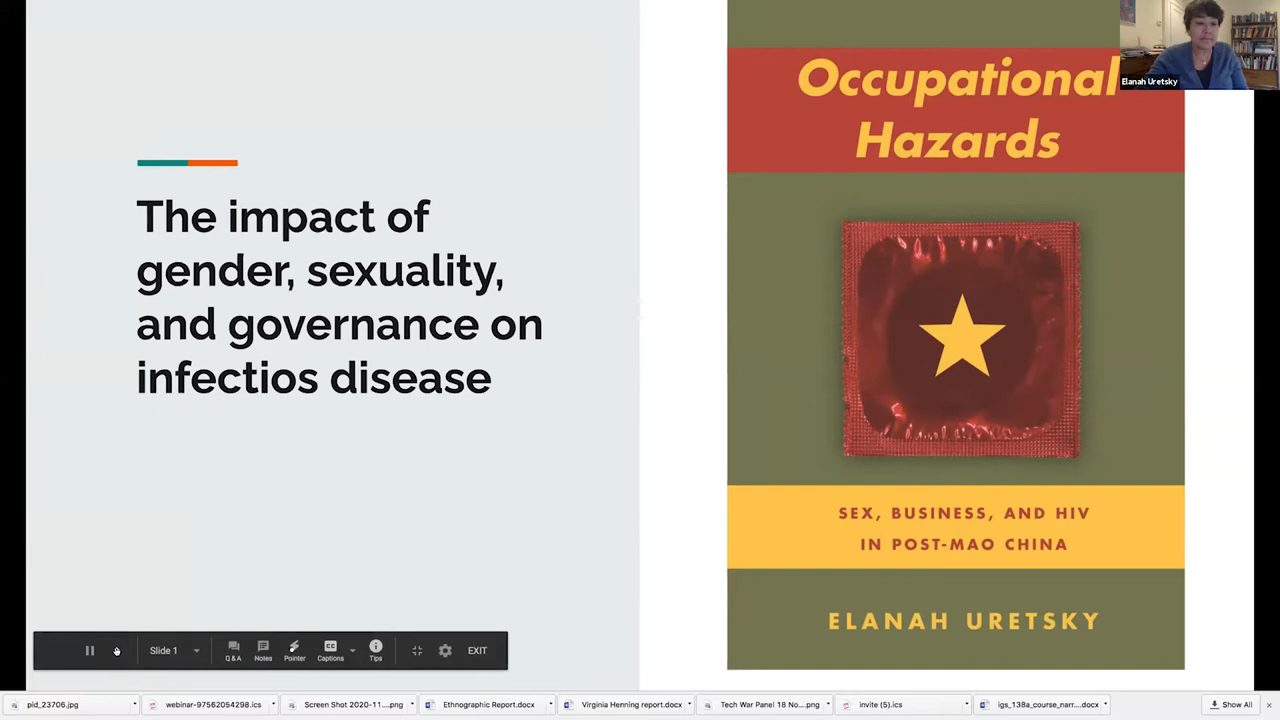 The impact of
gender, sexuality,
and governance on
infectios disease
Occupational
Hazards
SEX, BUSINESS, AND HIV
IN POST-MAO CHINA
ELANAH URETSKY
Elanah Uretsky
Slide 1
Q & A
Notes
Pointer
CC
Captions
Tips
EXIT
pid_23706.jpg
webinar-97562054298.ics
Screen Shot 2020-11....png
Ethnographic Report.docx
Virginia Henning report.docx
Tech War Panel 18 No....png
invite (5).ics
igs_138a_course_narr....docx
Show All